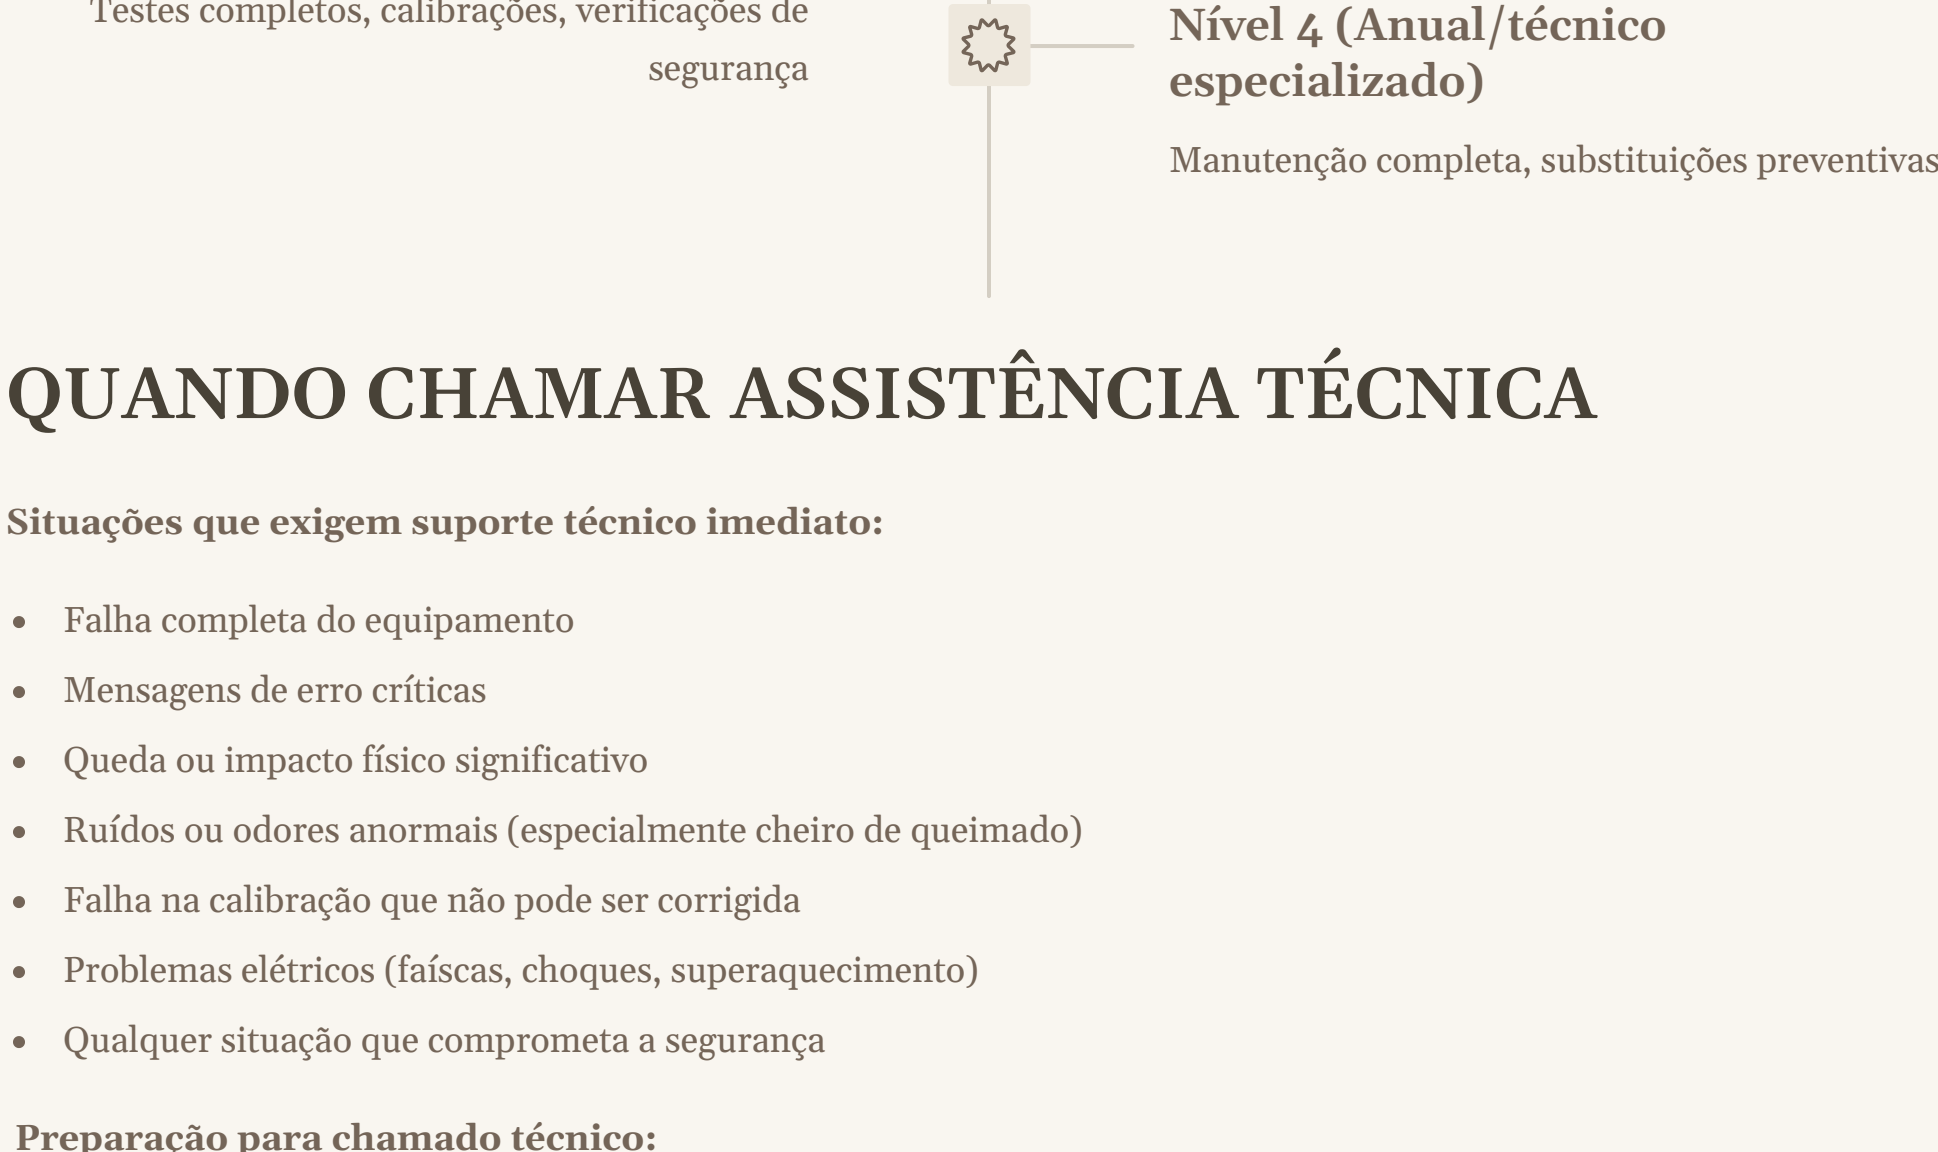 Testes completos, calibrações, verificações de
segurança
Nível 4 (Anual/técnico
especializado)
Manutenção completa, substituições preventivas
QUANDO CHAMAR ASSISTÊNCIA TÉCNICA
Situações que exigem suporte técnico imediato:
Falha completa do equipamento
Mensagens de erro críticas
Queda ou impacto físico significativo
Ruídos ou odores anormais (especialmente cheiro de queimado)
Falha na calibração que não pode ser corrigida
Problemas elétricos (faíscas, choques, superaquecimento)
Qualquer situação que comprometa a segurança
Preparação para chamado técnico: